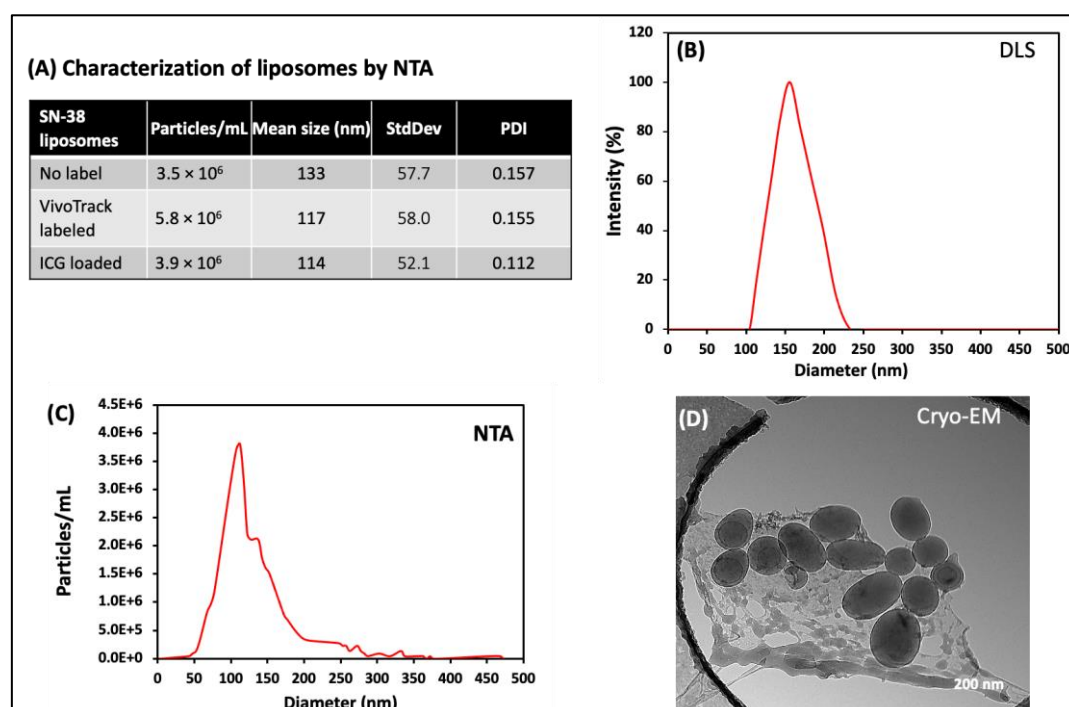 (A) Characterization of liposomes by NTA
SN-38 liposomes Particles/mL Mean size (nm) StdDev PDI
No label 3.5 × 10⁶ 133 57.7 0.157
VivoTrack labeled 5.8 × 10⁶ 117 58.0 0.155
ICG loaded 3.9 × 10⁶ 114 52.1 0.112
(B) DLS
Intensity (%)
120
100
80
60
40
20
0
0 50 100 150 200 250 300 350 400 450 500
Diameter (nm)
(C) NTA
Particles/mL
4.5E+6
4.0E+6
3.5E+6
3.0E+6
2.5E+6
2.0E+6
1.5E+6
1.0E+6
5.0E+5
0.0E+0
0 50 100 150 200 250 300 350 400 450 500
Diameter (nm)
(D) Cryo-EM
200 nm